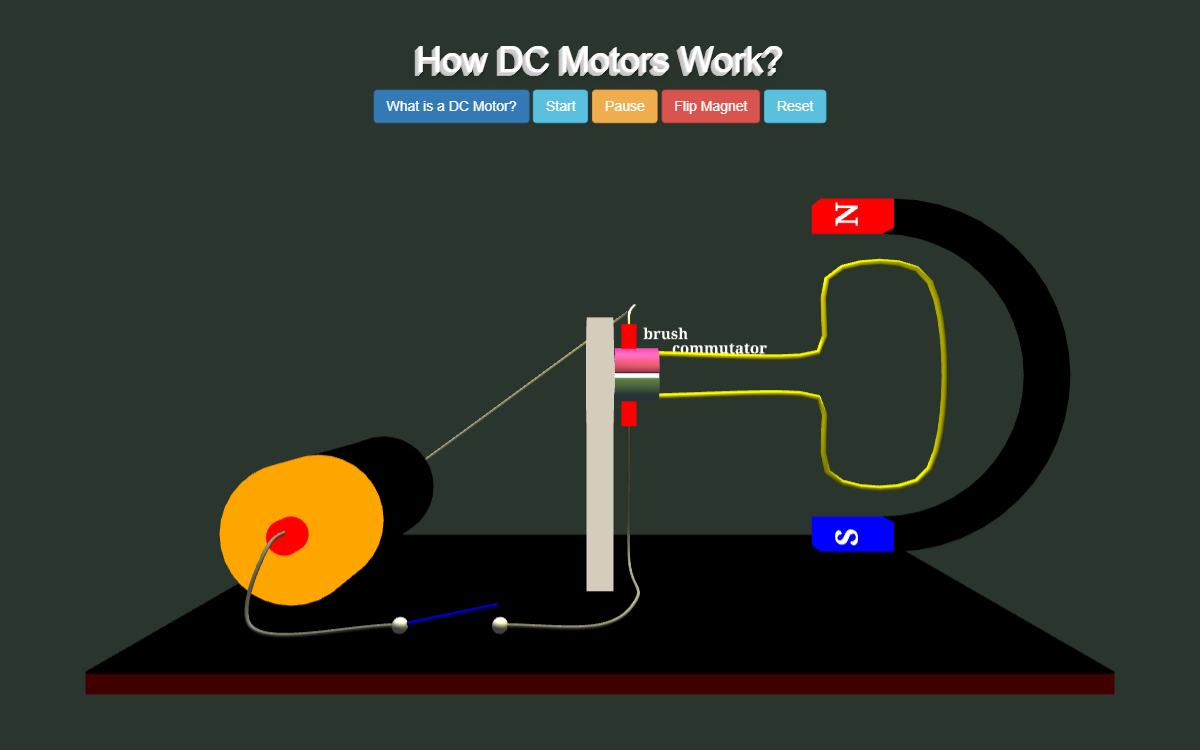 How DC Motors Work?
What is a DC Motor? Start Pause Flip Magnet Reset
N
brush
commutator
S